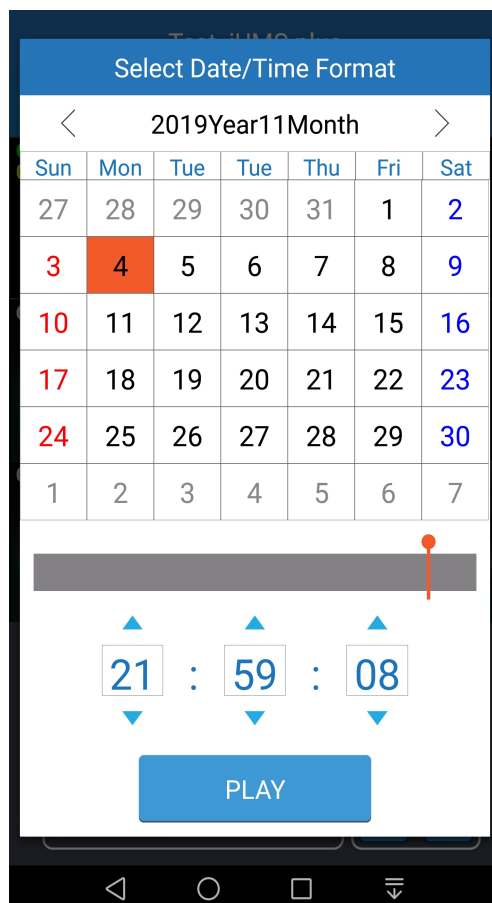 Select Date/Time Format
2019Year11Month
Sun Mon Tue Tue Thu Fri Sat
27 28 29 30 31 1 2
3 4 5 6 7 8 9
10 11 12 13 14 15 16
17 18 19 20 21 22 23
24 25 26 27 28 29 30
1 2 3 4 5 6 7
21 : 59 : 08
PLAY